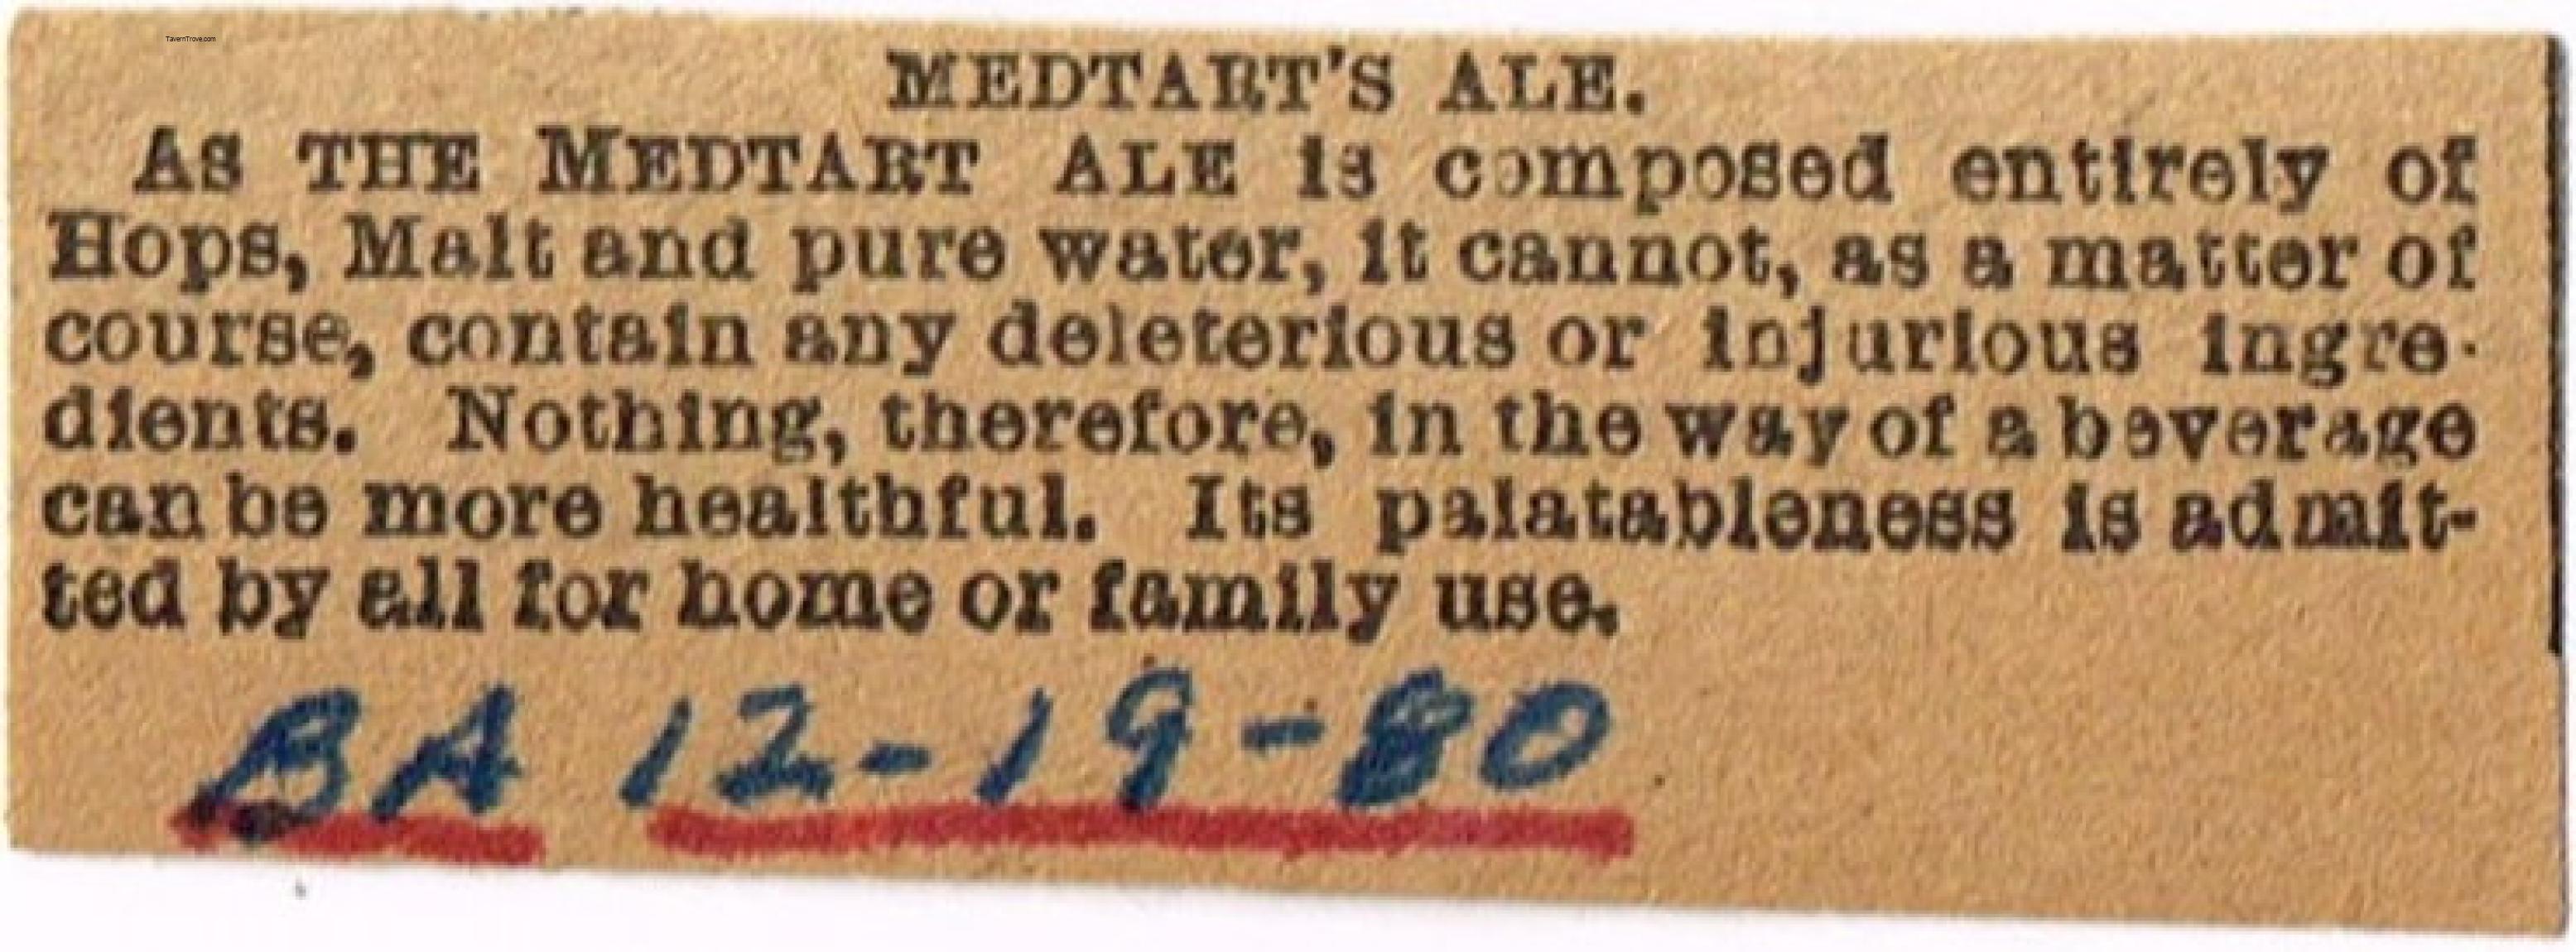 TavernTrove.com
MEDTART'S ALE.
AS THE MEDTART ALE is composed entirely of
Hops, Malt and pure water, it cannot, as a matter of
course, contain any deleterious or injurious ingre-
dients. Nothing, therefore, in the way of a beverage
can be more healthful. Its palatableness is admit-
ted by all for home or family use.
BA 12-19-80